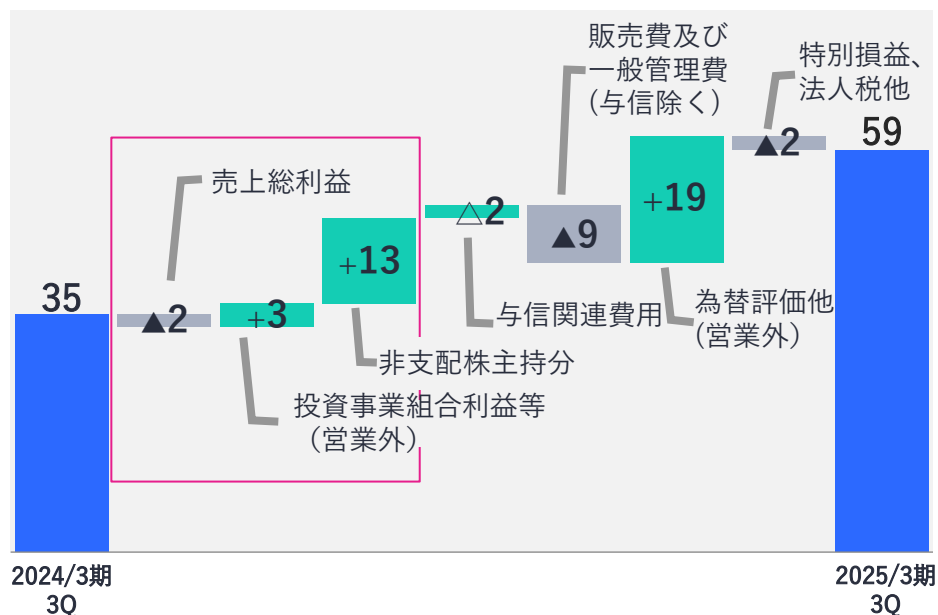 販売費及び
一般管理費
(与信除く)
特別損益、
法人税他
59
▲2
売上総利益
△2
+19
▲9
+13
35
▲2
+3
与信関連費用
為替評価他
(営業外)
非支配株主持分
投資事業組合利益等
(営業外)
2024/3期
3Q
2025/3期
3Q